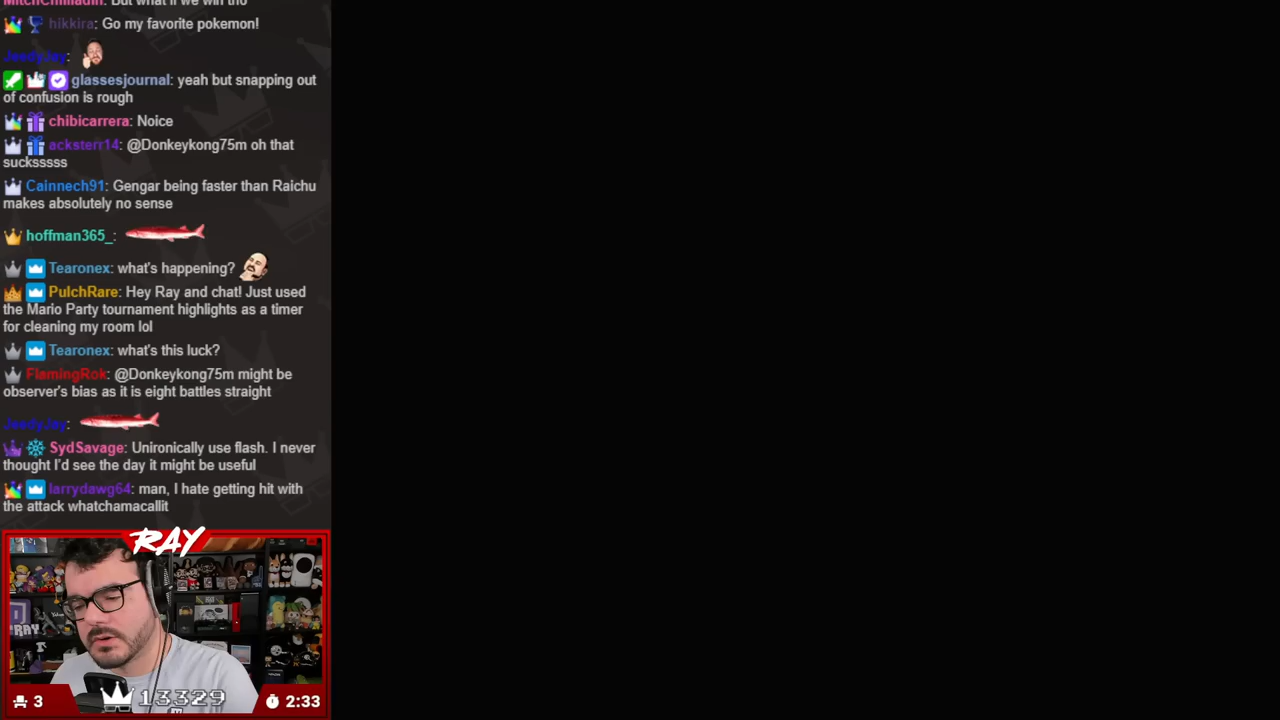 MitchChilladin: But what if we win tho
hikkira: Go my favorite pokemon!
JeedyJay:
glassesjournal: yeah but snapping out
of confusion is rough
chibicarrera: Noice
acksterr14: @Donkeykong75m oh that
sucksssss
Cainnech91: Gengar being faster than Raichu
makes absolutely no sense
hoffman365_:
Tearonex: what's happening?
PulchRare: Hey Ray and chat! Just used
the Mario Party tournament highlights as a timer
for cleaning my room lol
Tearonex: what's this luck?
FlamingRok: @Donkeykong75m might be
observer's bias as it is eight battles straight
JeedyJay:
SydSavage: Unironically use flash. I never
thought I'd see the day it might be useful
larrydawg64: man, I hate getting hit with
the attack whatchamacallit
RAY
3
13329
2:33